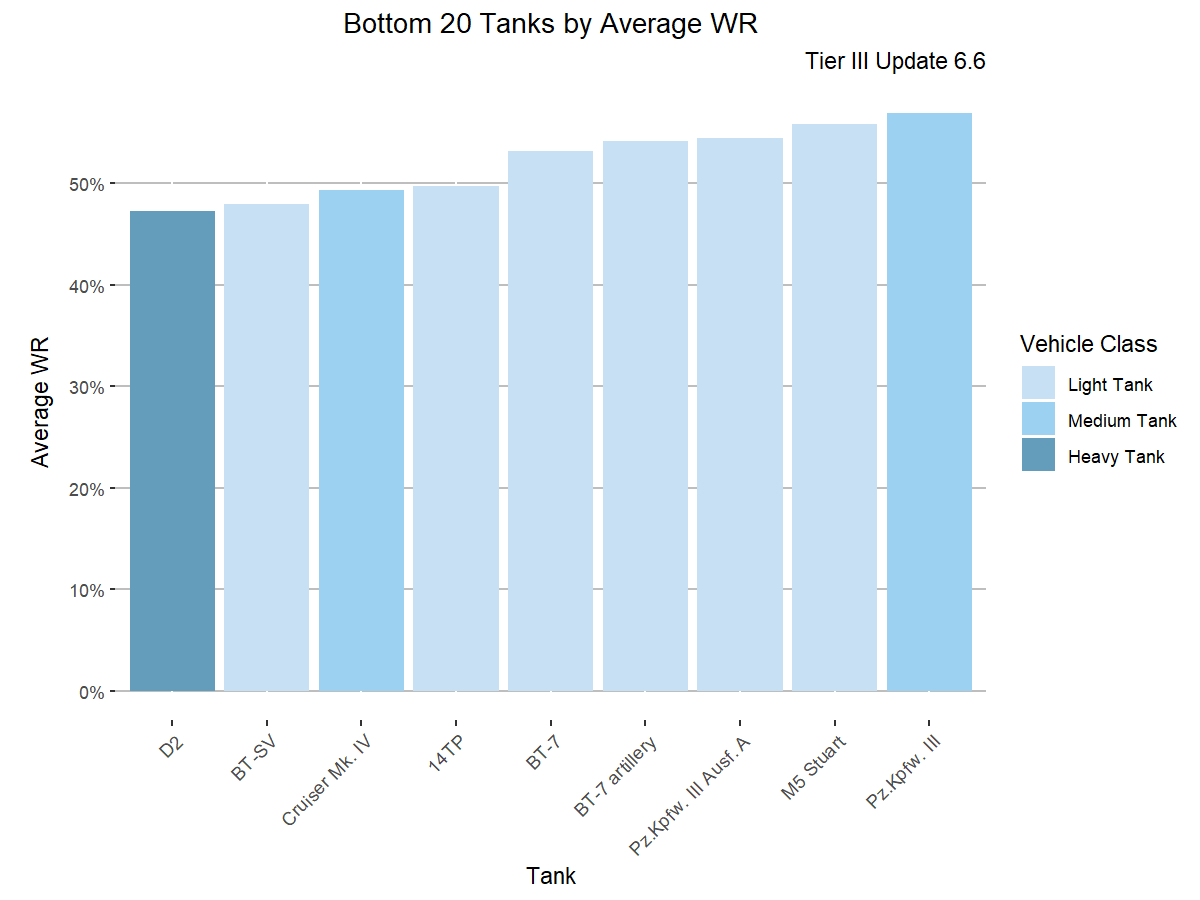 Bottom 20 Tanks by Average WR
Tier III Update 6.6
Average WR
50%
40%
30%
20%
10%
0%
D2
BT-SV
Cruiser Mk. IV
14TP
BT-7
BT-7 artillery
Pz.Kpfw. III Ausf. A
M5 Stuart
Pz.Kpfw. III
Tank
Vehicle Class
Light Tank
Medium Tank
Heavy Tank